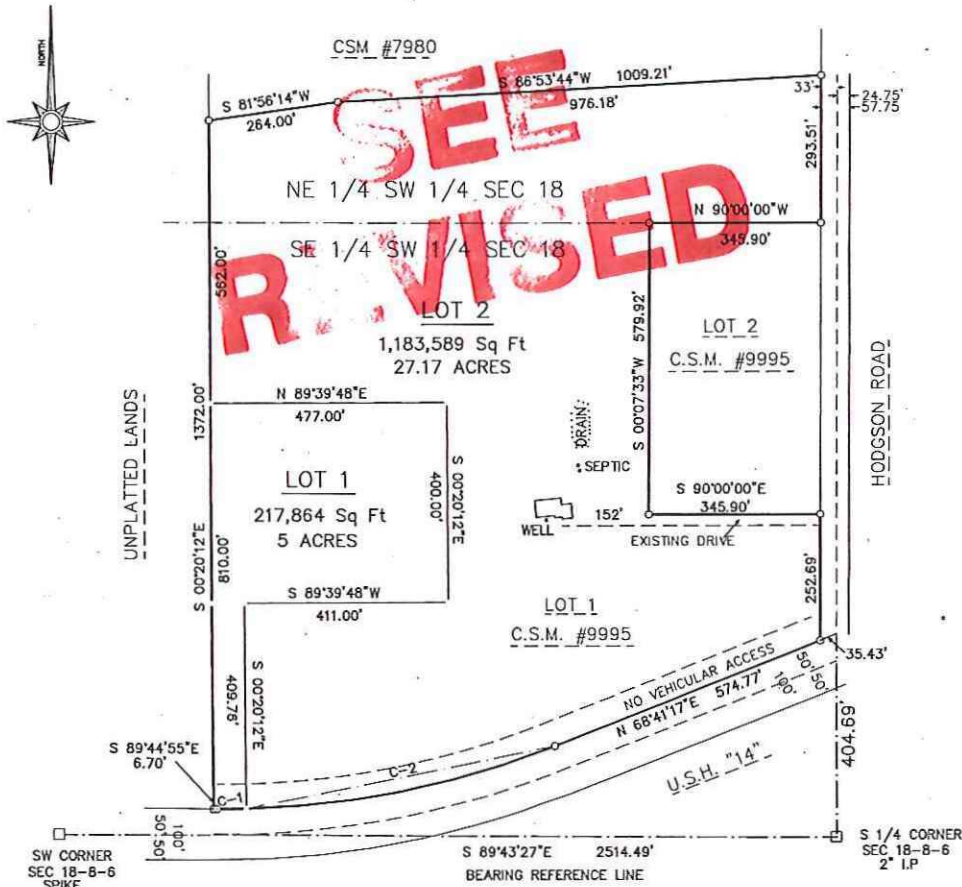 NORTH
CSM #7980
S 81°56'14"W
264.00'
S 86°53'44"W 1009.21'
976.18'
33'
24.75'
57.75
293.51'
SEE
REVISED
NE 1/4 SW 1/4 SEC 18
SE 1/4 SW 1/4 SEC 18
N 90°00'00"W
345.90'
562.00'
LOT 2
1,183,589 Sq Ft
27.17 ACRES
S 00°07'33"W 579.92'
LOT 2
C.S.M. #9995
HODGSON ROAD
UNPLATTED LANDS
1372.00'
N 89°39'48"E
477.00'
DRAIN
SEPTIC
LOT 1
217,864 Sq Ft
5 ACRES
S 00°20'12"E
400.00'
S 90°00'00"E
345.90'
WELL
152'
EXISTING DRIVE
S 00°20'12"E
810.00'
S 89°39'48"W
411.00'
LOT 1
C.S.M. #9995
252.69'
35.43'
409.76'
S 00°20'12"E
NO VEHICULAR ACCESS
N 68°41'17"E 574.77'
50' 50'
100'
404.69'
S 89°44'55"E
6.70'
C-1
C-2
U.S.H. "14"
50' 50'
100'
SW CORNER
SEC 18-8-6
SPIKE
S 89°43'27"E 2514.49'
BEARING REFERENCE LINE
S 1/4 CORNER
SEC 18-8-6
2" I.P